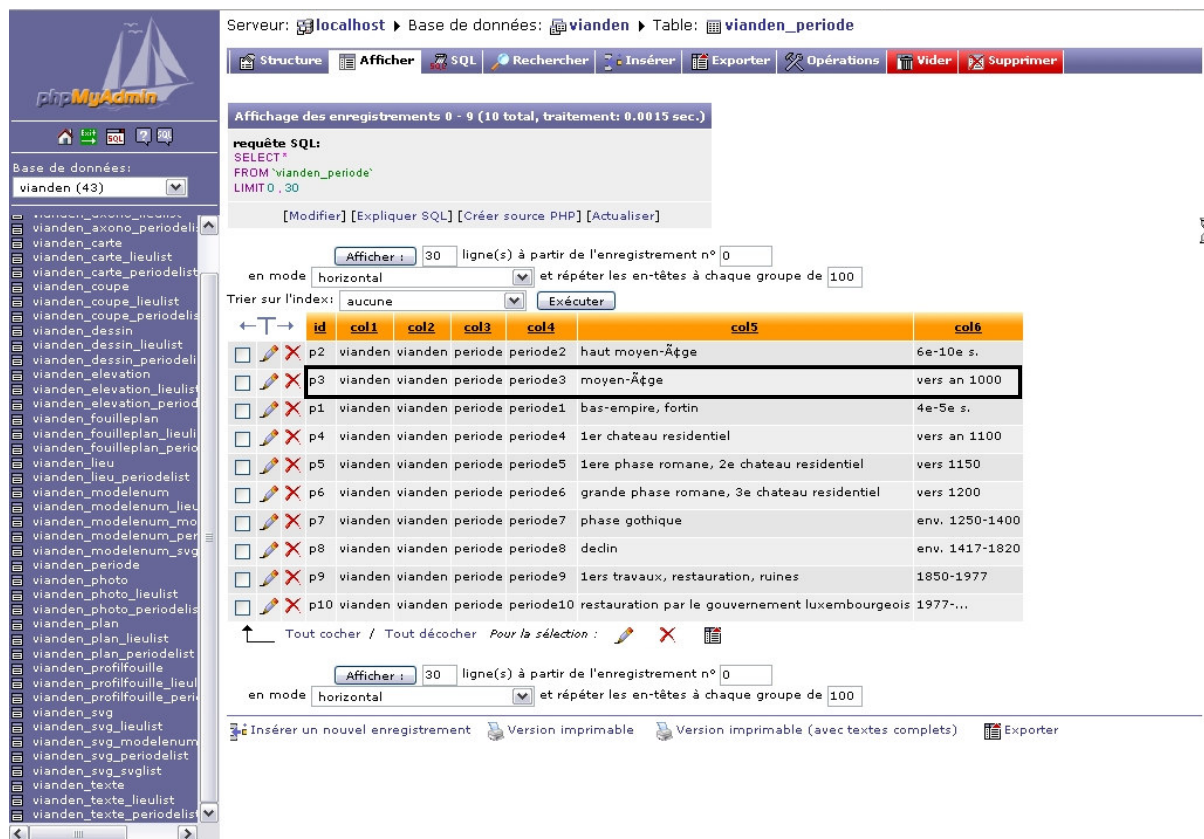 Serveur: localhost ▸ Base de données: vianden ▸ Table: vianden_periode
Structure Afficher SQL Rechercher Insérer Exporter Opérations Vider Supprimer
phpMyAdmin
Base de données:
vianden (43)
vianden_axono_lieulist
vianden_axono_periodeli
vianden_carte
vianden_carte_lieulist
vianden_carte_periodelist
vianden_coupe
vianden_coupe_lieulist
vianden_coupe_periodelis
vianden_dessin
vianden_dessin_lieulist
vianden_dessin_periodeli
vianden_elevation
vianden_elevation_lieulist
vianden_elevation_period
vianden_fouilleplan
vianden_fouilleplan_lieuli
vianden_fouilleplan_perio
vianden_lieu
vianden_lieu_periodelist
vianden_modelenum
vianden_modelenum_lieu
vianden_modelenum_mo
vianden_modelenum_per
vianden_modelenum_svg
vianden_periode
vianden_photo
vianden_photo_lieulist
vianden_photo_periodelis
vianden_plan
vianden_plan_lieulist
vianden_plan_periodelist
vianden_profilfouille
vianden_profilfouille_lieul
vianden_profilfouille_peri
vianden_svg
vianden_svg_lieulist
vianden_svg_modelenum
vianden_svg_periodelist
vianden_svg_svglist
vianden_texte
vianden_texte_lieulist
vianden_texte_periodelist
Affichage des enregistrements 0 - 9 (10 total, traitement: 0.0015 sec.)
requête SQL:
SELECT *
FROM `vianden_periode`
LIMIT 0 , 30
[Modifier] [Expliquer SQL] [Créer source PHP] [Actualiser]
Afficher : 30 ligne(s) à partir de l'enregistrement n° 0
en mode horizontal et répéter les en-têtes à chaque groupe de 100
Trier sur l'index: aucune Exécuter
←T→ id col1 col2 col3 col4 col5 col6
p2 vianden vianden periode periode2 haut moyen-Ã¢ge 6e-10e s.
p3 vianden vianden periode periode3 moyen-Ã¢ge vers an 1000
p1 vianden vianden periode periode1 bas-empire, fortin 4e-5e s.
p4 vianden vianden periode periode4 1er chateau residentiel vers an 1100
p5 vianden vianden periode periode5 1ere phase romane, 2e chateau residentiel vers 1150
p6 vianden vianden periode periode6 grande phase romane, 3e chateau residentiel vers 1200
p7 vianden vianden periode periode7 phase gothique env. 1250-1400
p8 vianden vianden periode periode8 declin env. 1417-1820
p9 vianden vianden periode periode9 1ers travaux, restauration, ruines 1850-1977
p10 vianden vianden periode periode10 restauration par le gouvernement luxembourgeois 1977-...
Tout cocher / Tout décocher Pour la sélection :
Afficher : 30 ligne(s) à partir de l'enregistrement n° 0
en mode horizontal et répéter les en-têtes à chaque groupe de 100
Insérer un nouvel enregistrement Version imprimable Version imprimable (avec textes complets) Exporter